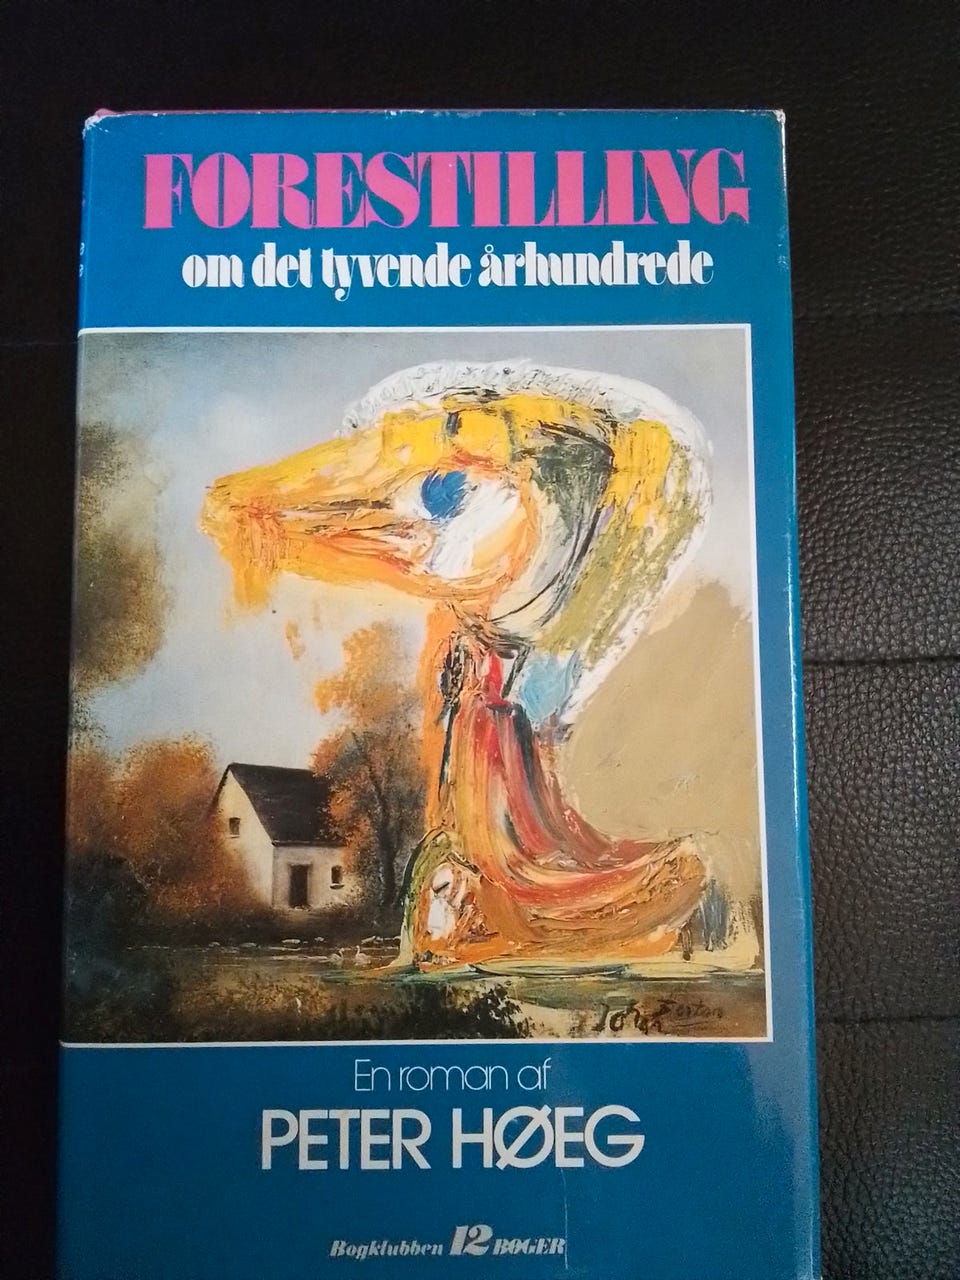 FORESTILLING
om det tyvende århundrede
En roman af
PETER HØEG
Bogklubben 12 BØGER